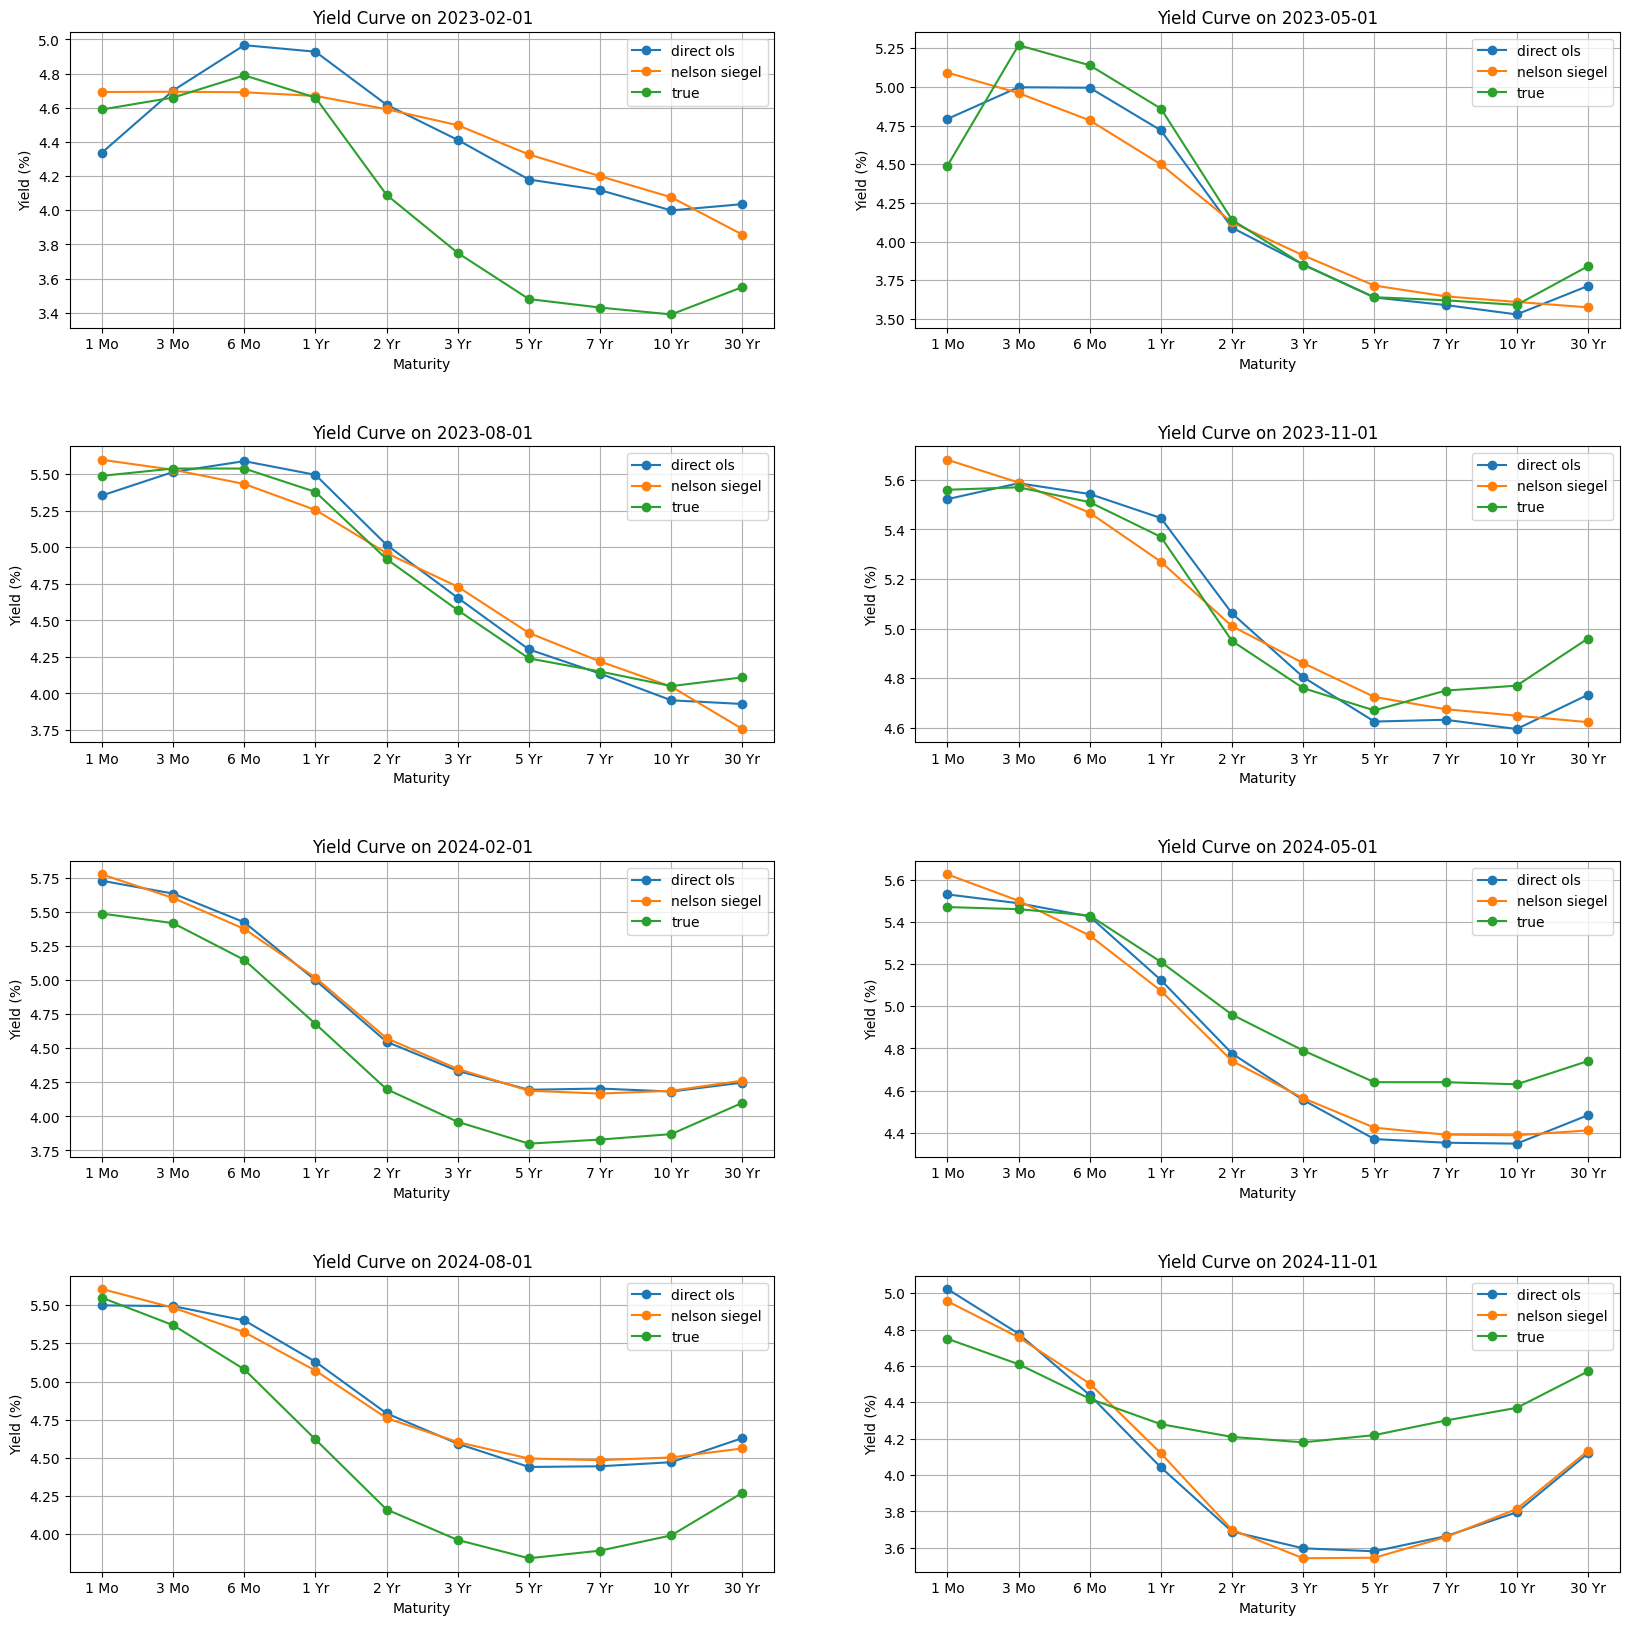 Yield Curve on 2023-02-01
5.0
4.8
4.6
4.4
4.2
4.0
3.8
3.6
3.4
Yield (%)
direct ols
nelson siegel
true
1 Mo 3 Mo 6 Mo 1 Yr 2 Yr 3 Yr 5 Yr 7 Yr 10 Yr 30 Yr
Maturity
Yield Curve on 2023-05-01
5.25
5.00
4.75
4.50
4.25
4.00
3.75
3.50
Yield (%)
direct ols
nelson siegel
true
1 Mo 3 Mo 6 Mo 1 Yr 2 Yr 3 Yr 5 Yr 7 Yr 10 Yr 30 Yr
Maturity
Yield Curve on 2023-08-01
5.50
5.25
5.00
4.75
4.50
4.25
4.00
3.75
Yield (%)
direct ols
nelson siegel
true
1 Mo 3 Mo 6 Mo 1 Yr 2 Yr 3 Yr 5 Yr 7 Yr 10 Yr 30 Yr
Maturity
Yield Curve on 2023-11-01
5.6
5.4
5.2
5.0
4.8
4.6
Yield (%)
direct ols
nelson siegel
true
1 Mo 3 Mo 6 Mo 1 Yr 2 Yr 3 Yr 5 Yr 7 Yr 10 Yr 30 Yr
Maturity
Yield Curve on 2024-02-01
5.75
5.50
5.25
5.00
4.75
4.50
4.25
4.00
3.75
Yield (%)
direct ols
nelson siegel
true
1 Mo 3 Mo 6 Mo 1 Yr 2 Yr 3 Yr 5 Yr 7 Yr 10 Yr 30 Yr
Maturity
Yield Curve on 2024-05-01
5.6
5.4
5.2
5.0
4.8
4.6
4.4
Yield (%)
direct ols
nelson siegel
true
1 Mo 3 Mo 6 Mo 1 Yr 2 Yr 3 Yr 5 Yr 7 Yr 10 Yr 30 Yr
Maturity
Yield Curve on 2024-08-01
5.50
5.25
5.00
4.75
4.50
4.25
4.00
Yield (%)
direct ols
nelson siegel
true
1 Mo 3 Mo 6 Mo 1 Yr 2 Yr 3 Yr 5 Yr 7 Yr 10 Yr 30 Yr
Maturity
Yield Curve on 2024-11-01
5.0
4.8
4.6
4.4
4.2
4.0
3.8
3.6
Yield (%)
direct ols
nelson siegel
true
1 Mo 3 Mo 6 Mo 1 Yr 2 Yr 3 Yr 5 Yr 7 Yr 10 Yr 30 Yr
Maturity